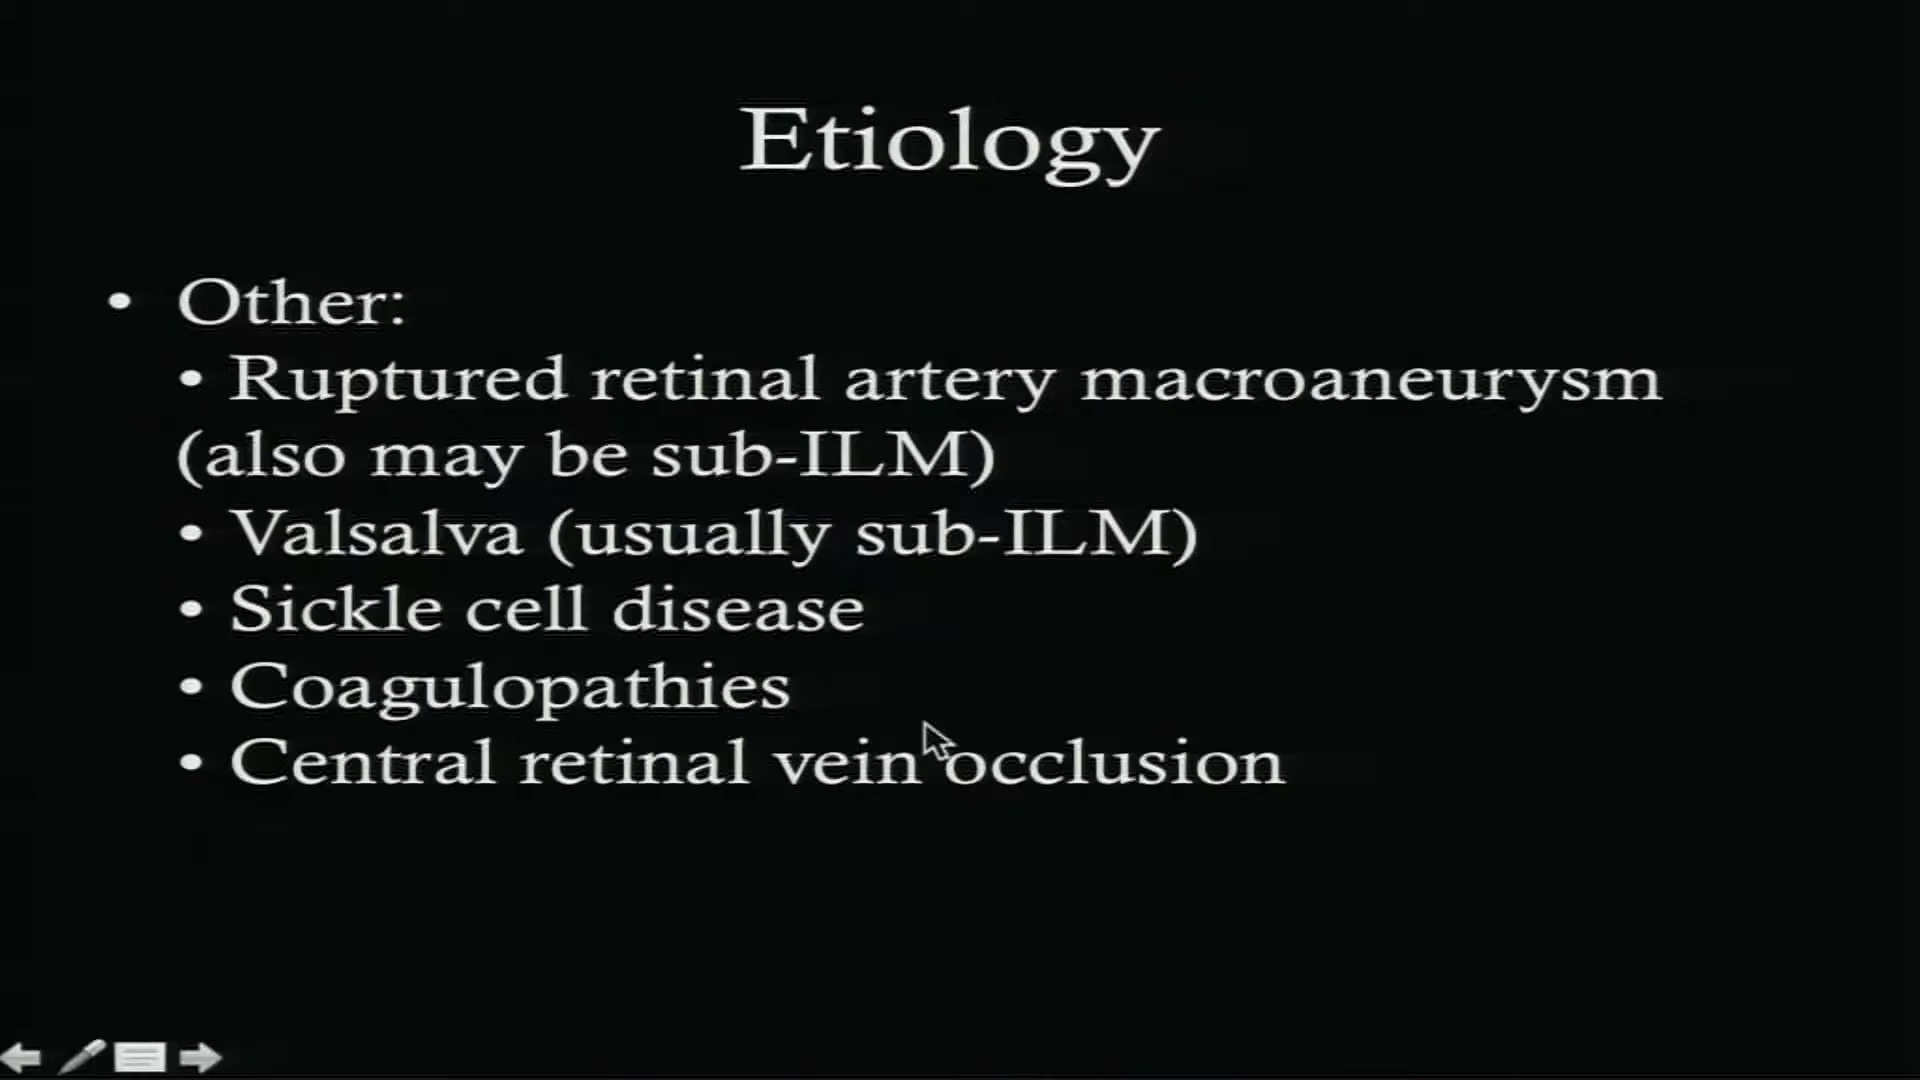 Etiology
• Other:
• Ruptured retinal artery macroaneurysm
(also may be sub-ILM)
• Valsalva (usually sub-ILM)
• Sickle cell disease
• Coagulopathies
• Central retinal vein occlusion